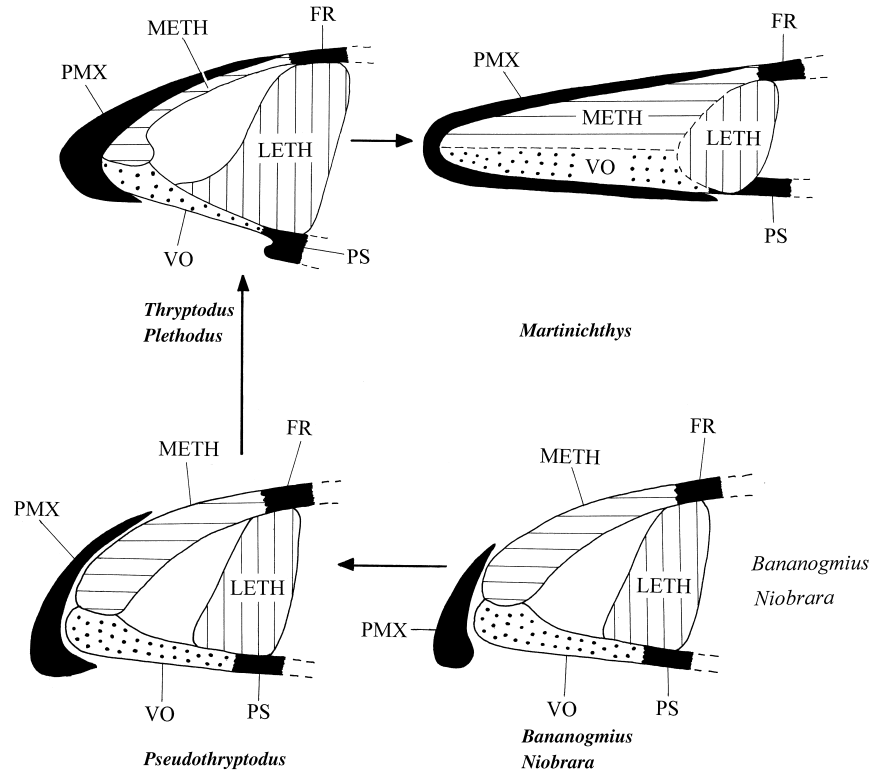 FR
METH
PMX
LETH
VO
PS
Thryptodus
Plethodus
FR
PMX
METH
LETH
VO
PS
Martinichthys
FR
METH
PMX
LETH
VO
PS
Pseudothryptodus
FR
METH
LETH
PMX
VO
PS
Bananogmius
Niobrara
Bananogmius
Niobrara